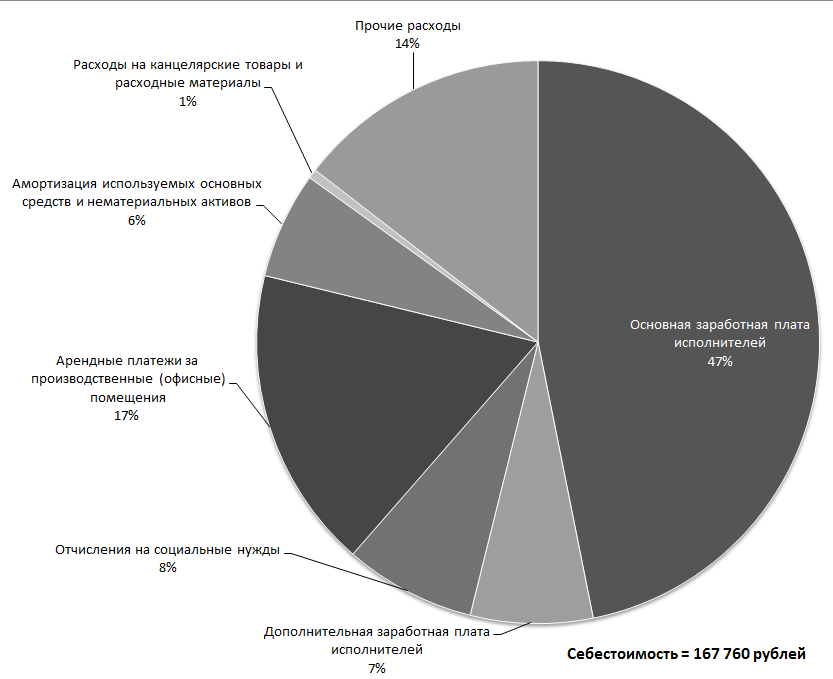 Прочие расходы
14%
Расходы на канцелярские товары и
расходные материалы
1%
Амортизация используемых основных
средств и нематериальных активов
6%
Основная заработная плата
исполнителей
47%
Арендные платежи за
производственные (офисные)
помещения
17%
Отчисления на социальные нужды
8%
Дополнительная заработная плата
исполнителей
7%
Себестоимость = 167 760 рублей